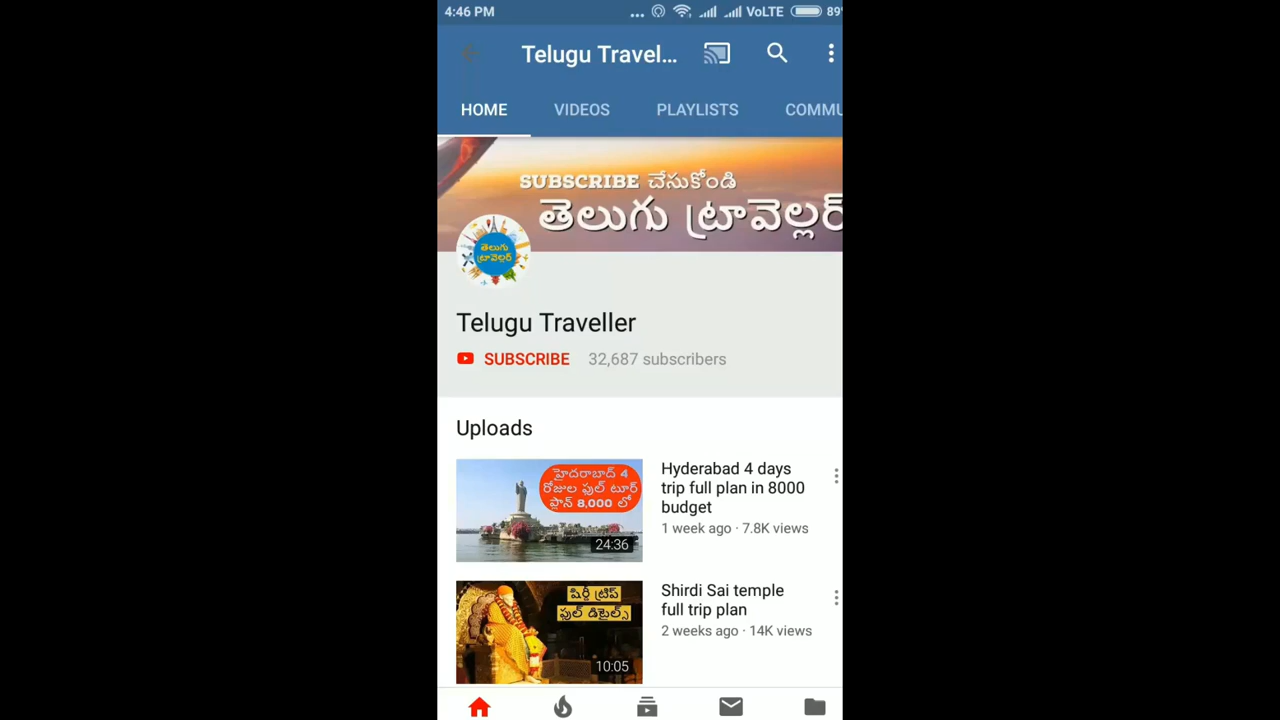 4:46 PM
VoLTE
89
Telugu Travel...
HOME VIDEOS PLAYLISTS COMMU
SUBSCRIBE చేసుకోండి
తెలుగు ట్రావెల్లర్
తెలుగు
ట్రావెల్లర్
Telugu Traveller
SUBSCRIBE 32,687 subscribers
Uploads
హైదరాబాద్ 4
రోజుల ఫుల్ టూర్
ప్లాన్ 8,000 లో
24:36
Hyderabad 4 days
trip full plan in 8000
budget
1 week ago · 7.8K views
షిర్డీ ట్రిప్
ఫుల్ డిటైల్స్
10:05
Shirdi Sai temple
full trip plan
2 weeks ago · 14K views